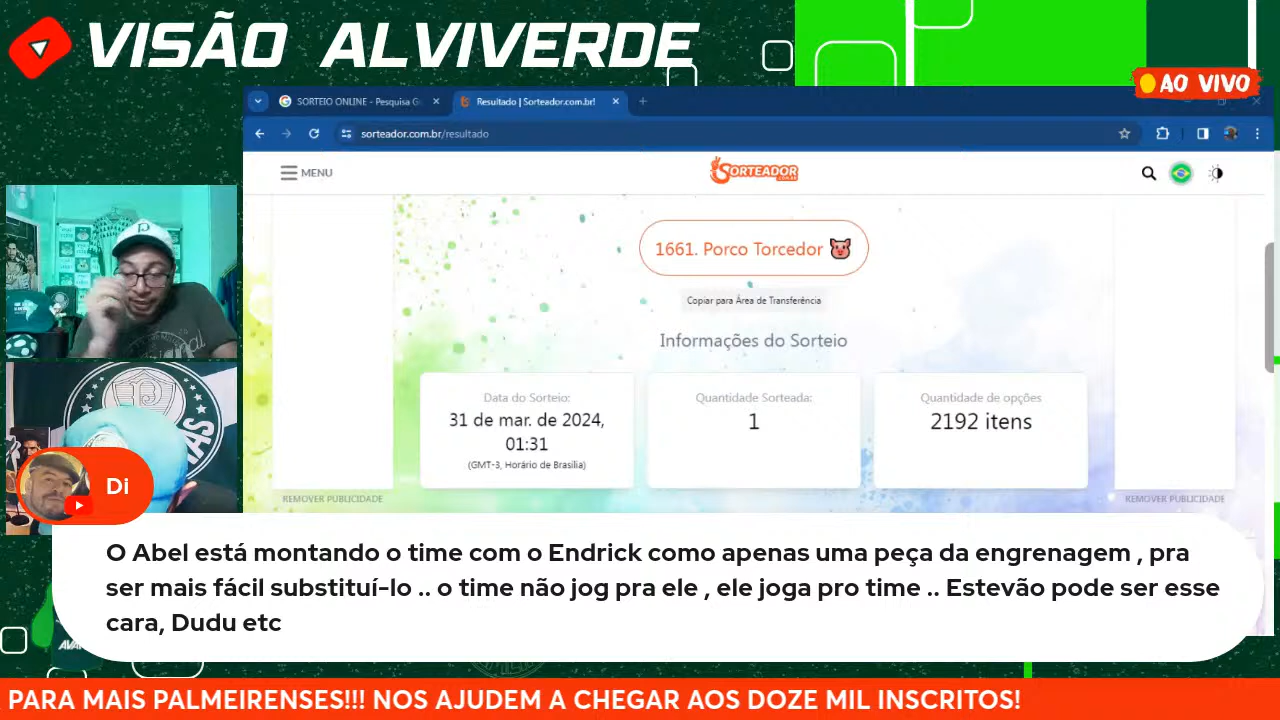 VISÃO ALVIVERDE
AO VIVO
SORTEIO ONLINE - Pesquisa G
Resultado | Sorteador.com.br!
sorteador.com.br/resultado
MENU
SORTEADOR
.COM.BR
1661. Porco Torcedor
Copiar para Área de Transferência
Informações do Sorteio
Data do Sorteio:
31 de mar. de 2024,
01:31
(GMT-3, Horário de Brasília)
Quantidade Sorteada:
1
Quantidade de opções
2192 itens
REMOVER PUBLICIDADE
REMOVER PUBLICIDADE
Di
O Abel está montando o time com o Endrick como apenas uma peça da engrenagem , pra
ser mais fácil substituí-lo .. o time não jog pra ele , ele joga pro time .. Estevão pode ser esse
cara, Dudu etc
PARA MAIS PALMEIRENSES!!! NOS AJUDEM A CHEGAR AOS DOZE MIL INSCRITOS!